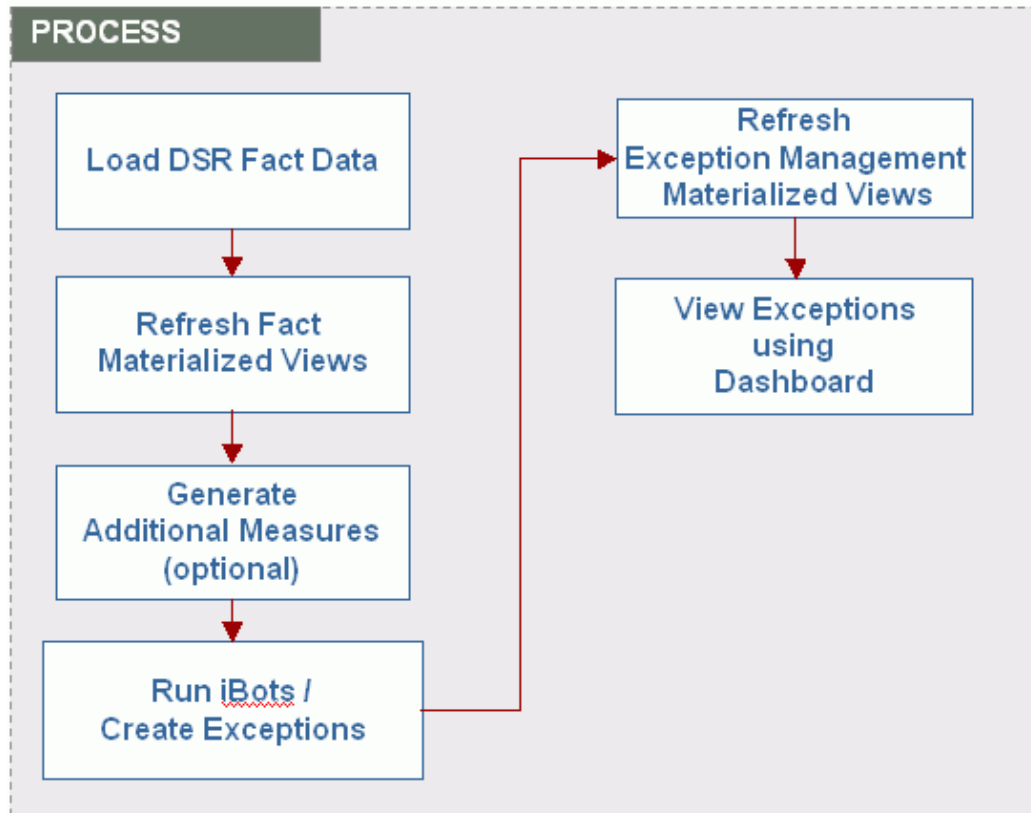 PROCESS
Load DSR Fact Data
Refresh Fact
Materialized Views
Generate
Additional Measures
(optional)
Run iBots /
Create Exceptions
Refresh
Exception Management
Materialized Views
View Exceptions
using
Dashboard